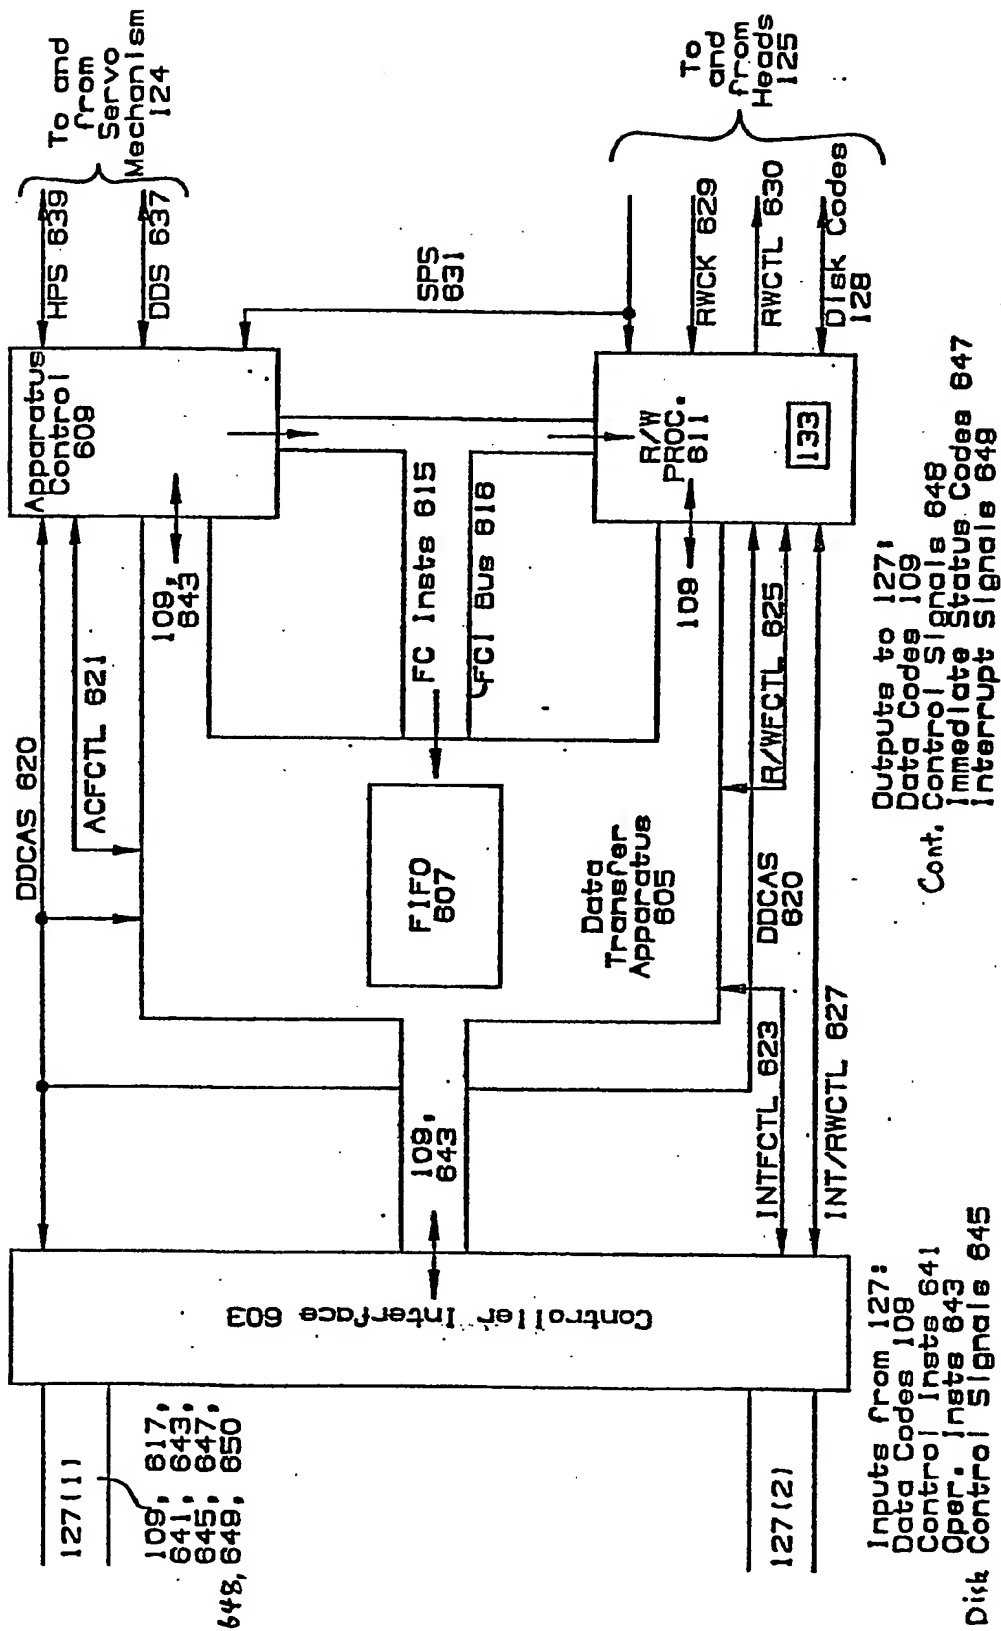 To and
from
Servo
Mechanism
124
HPS 639
DDS 637
Apparatus
Control
609
DDCAS 620
ACFCTL 621
109,
643
SPS
631
To
and
from
Heads
125
RWCK 629
RWCTL 630
Disk Codes
128
R/W
PROC.
611
133
109
FC Insts 615
FCI Bus 618
FIFO
607
Data
Transfer
Apparatus
605
R/WFCTL 625
DDCAS
620
INTFCTL 623
INT/RWCTL 627
109,
643
Controller Interface 603
127(1)
109, 617,
641, 643,
645, 647,
648, 649, 650
127(2)
Inputs from 127:
Data Codes 109
Control Insts 641
Oper. Insts 643
Disk Control Signals 645
Outputs to 127:
Data Codes 109
Cont. Control Signals 648
Immediate Status Codes 647
Interrupt Signals 649